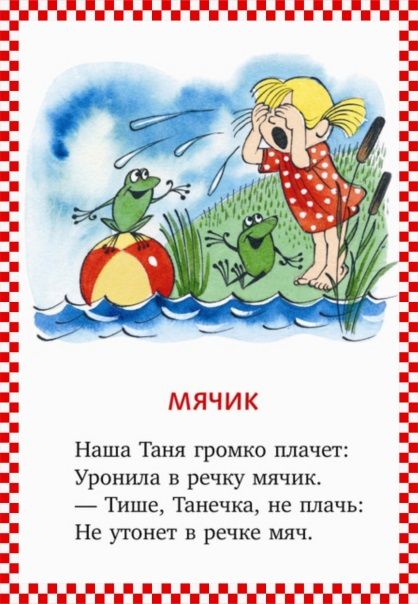 МЯЧИК
Наша Таня громко плачет:
Уронила в речку мячик.
— Тише, Танечка, не плачь:
Не утонет в речке мяч.